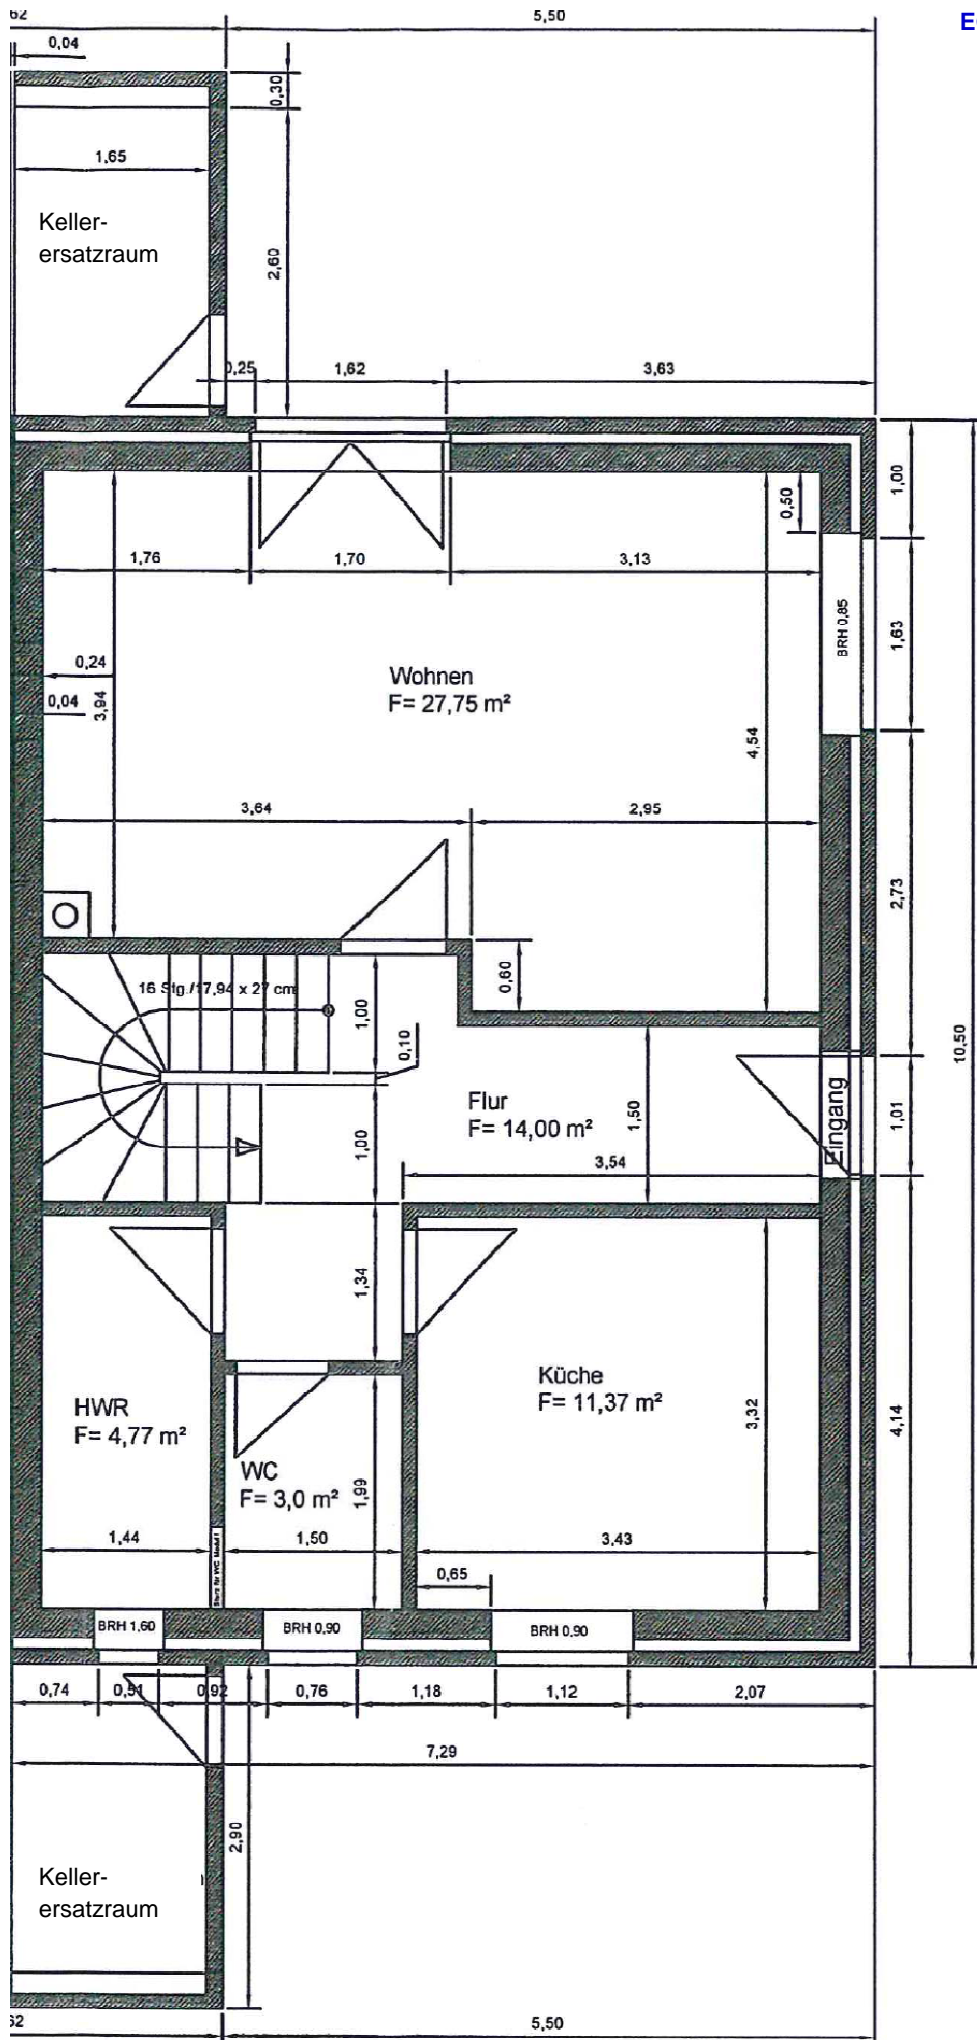 62
5,50
E
0,04
0,30
1,65
Keller-
ersatzraum
2,60
0,25
1,62
3,63
1,00
0,50
1,76
1,70
3,13
BRH 0,85
1,63
0,24
Wohnen
F= 27,75 m²
0,04
3,94
4,54
3,64
2,95
2,73
0,60
16 Stg./17,94 x 27 cm
1,00
0,10
10,50
Flur
F= 14,00 m²
1,50
Eingang
1,01
1,00
3,54
1,34
Küche
F= 11,37 m²
3,32
4,14
HWR
F= 4,77 m²
WC
F= 3,0 m²
1,99
1,44
1,50
3,43
0,65
BRH 1,60
BRH 0,90
BRH 0,90
0,74
0,51
0,92
0,76
1,18
1,12
2,07
7,29
2,90
Keller-
ersatzraum
62
5,50